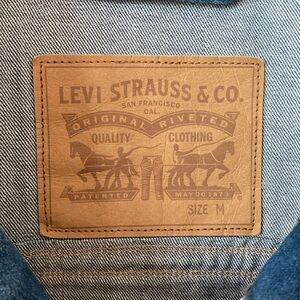 LEVI STRAUSS & CO.
SAN FRANCISCO
CAL.
ORIGINAL RIVETED
QUALITY CLOTHING
PATENTED MAY 20 1873
SIZE M